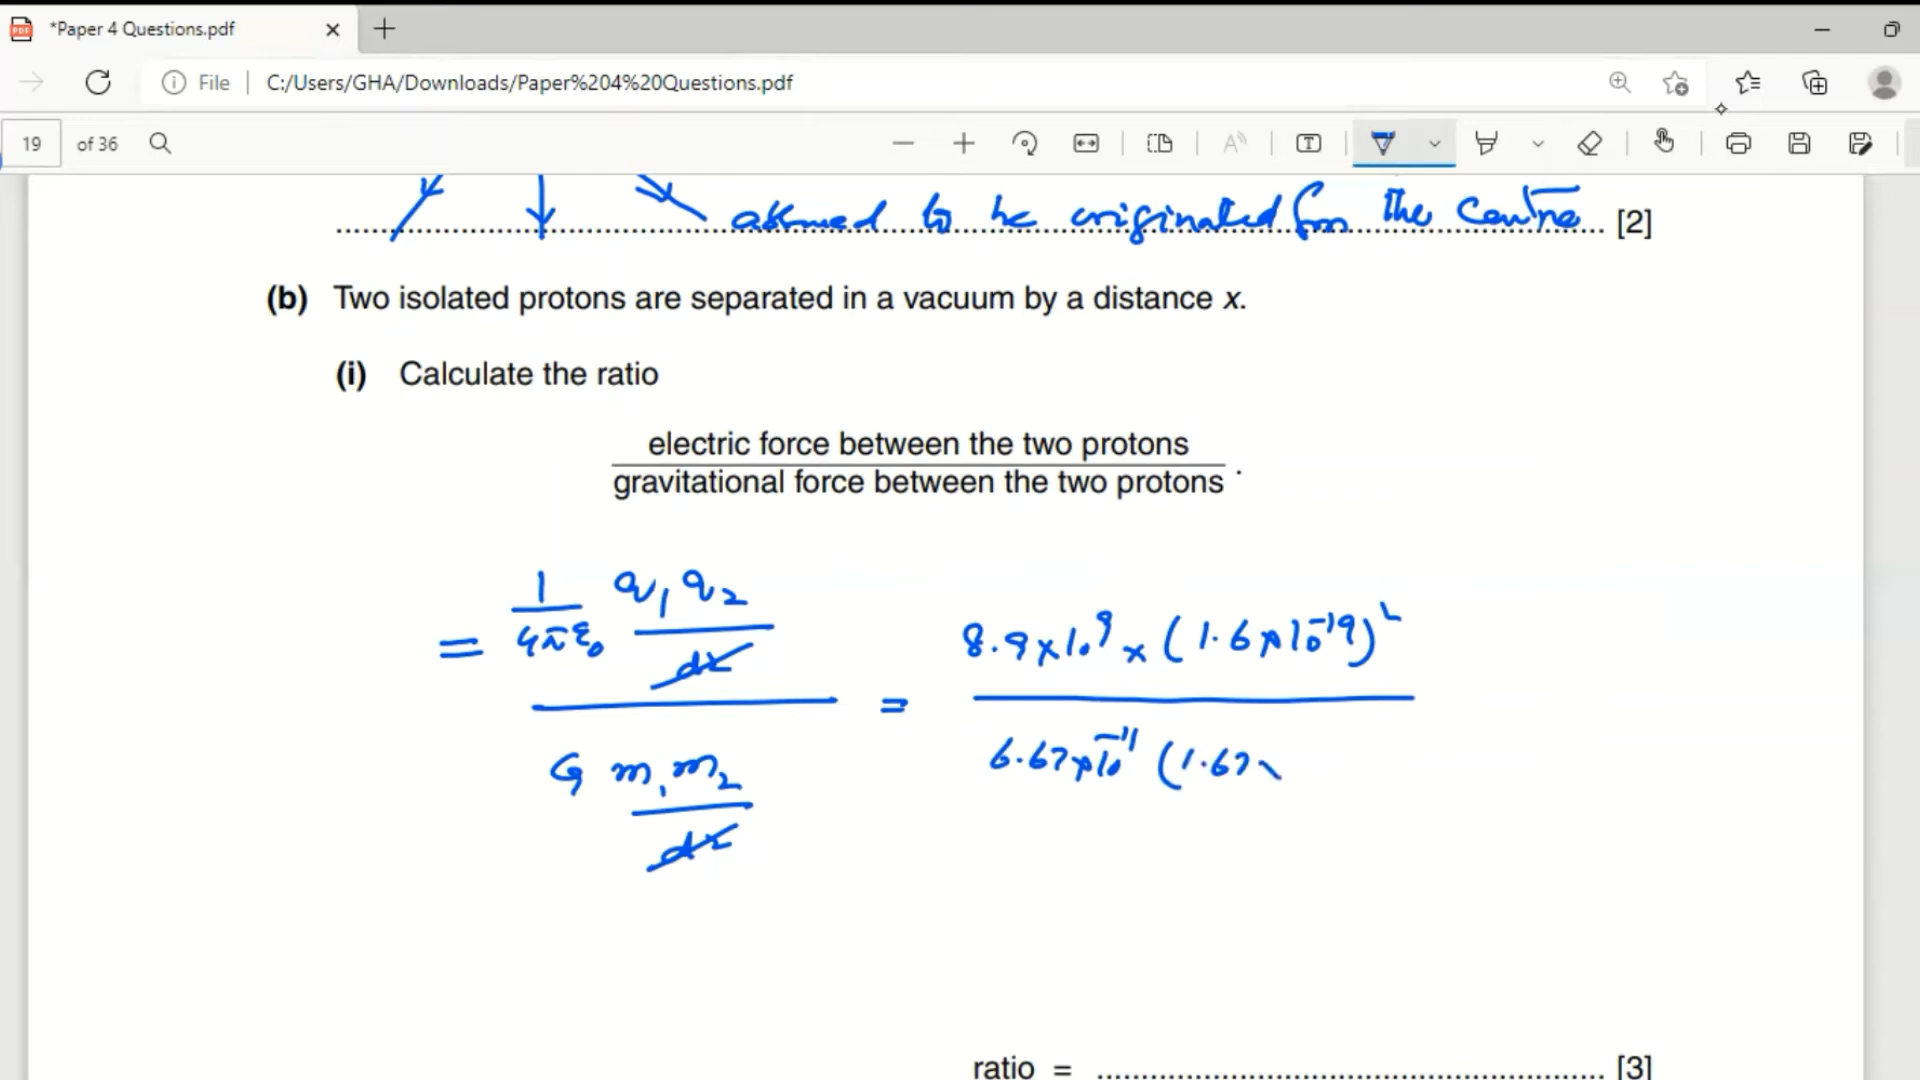 *Paper 4 Questions.pdf
File
C:/Users/GHA/Downloads/Paper%204%20Questions.pdf
19 of 36
assmed to be originated from the centre [2]
(b) Two isolated protons are separated in a vacuum by a distance x.
(i) Calculate the ratio
electric force between the two protons
gravitational force between the two protons .
= 1/4πε₀ q₁q₂/d² / G m₁m₂/d² = 8.9×10⁹ × (1.6×10⁻¹⁹)² / 6.67×10⁻¹¹ (1.67×
ratio = ........................................................ [3]